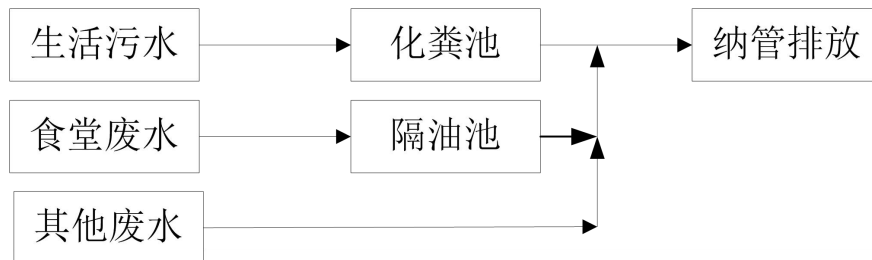 生活污水
化粪池
纳管排放
食堂废水
隔油池
其他废水